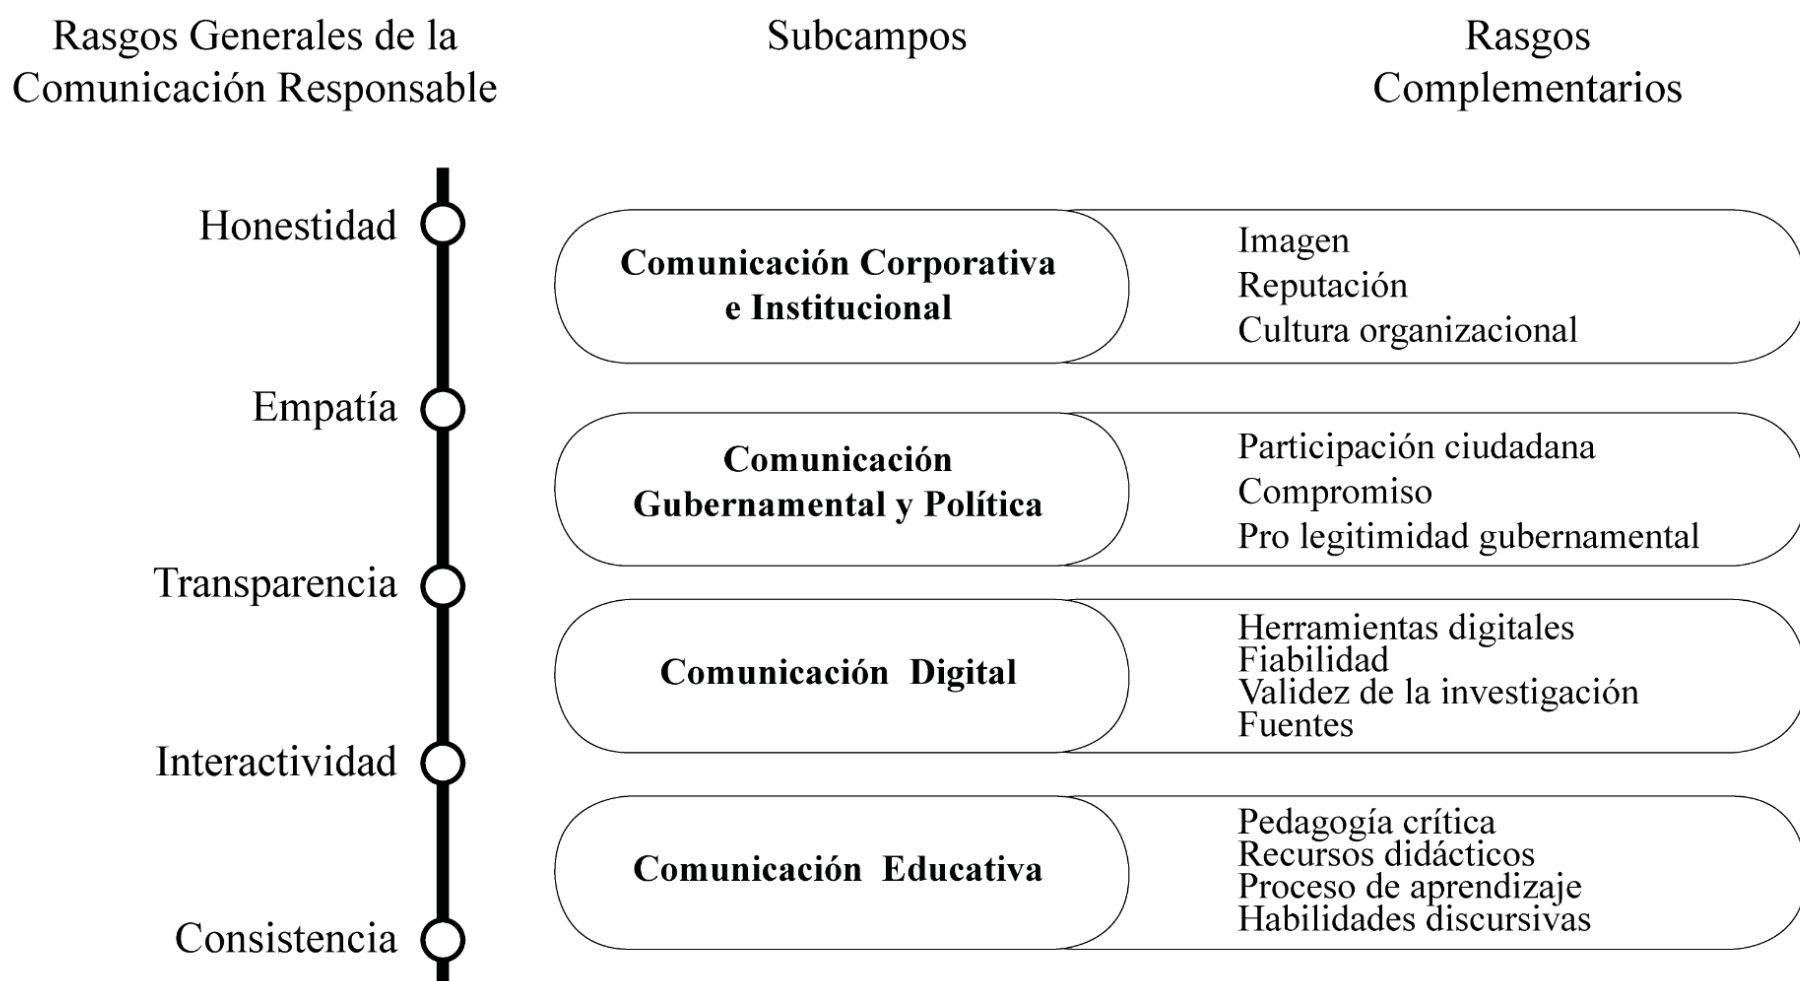 Rasgos Generales de la
Comunicación Responsable
Subcampos
Rasgos
Complementarios
Honestidad
Empatía
Transparencia
Interactividad
Consistencia
Comunicación Corporativa
e Institucional
Imagen
Reputación
Cultura organizacional
Comunicación
Gubernamental y Política
Participación ciudadana
Compromiso
Pro legitimidad gubernamental
Comunicación Digital
Herramientas digitales
Fiabilidad
Validez de la investigación
Fuentes
Comunicación Educativa
Pedagogía crítica
Recursos didácticos
Proceso de aprendizaje
Habilidades discursivas